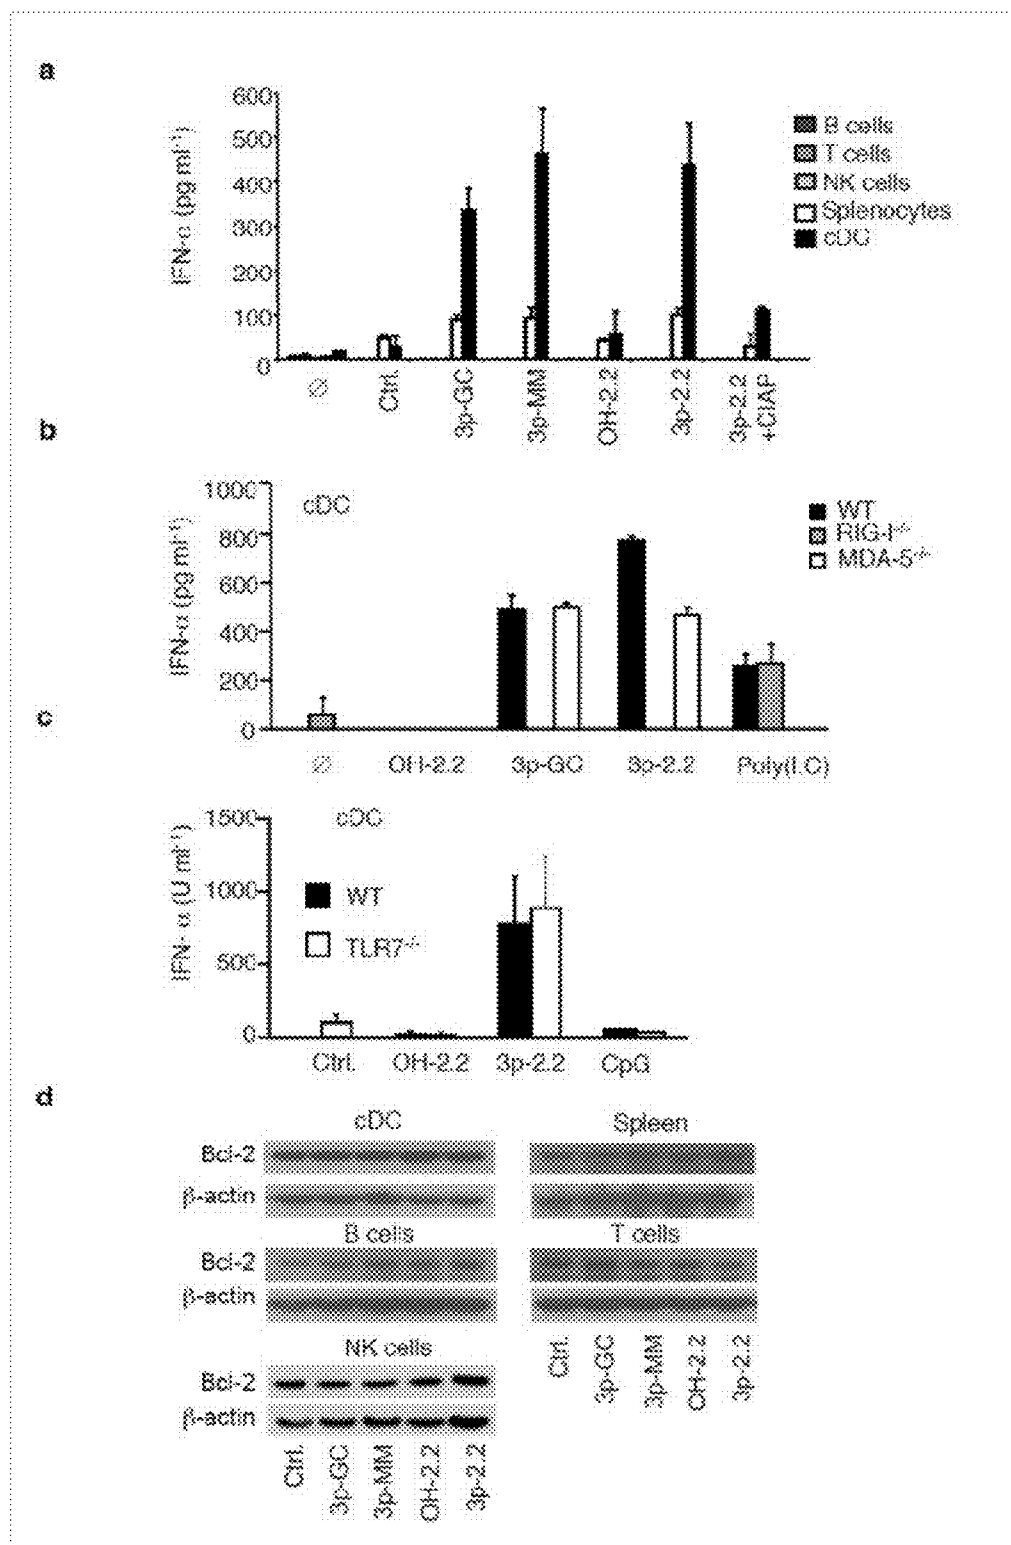 a
IFN-α (pg ml⁻¹)
600
500
400
300
200
100
0
B cells
T cells
NK cells
Splenocytes
cDC
∅
Ctrl.
3p-GC
3p-MM
OH-2.2
3p-2.2
3p-2.2
+CIAP
b
IFN-α (pg ml⁻¹)
1000
800
600
400
200
0
cDC
WT
RIG-I⁻/⁻
MDA-5⁻/⁻
∅
OH-2.2
3p-GC
3p-2.2
Poly(I:C)
c
IFN- α (U ml⁻¹)
1500
1000
500
0
cDC
WT
TLR7⁻/⁻
Ctrl.
OH-2.2
3p-2.2
CpG
d
cDC
Spleen
Bcl-2
β-actin
B cells
T cells
Bcl-2
β-actin
NK cells
Bcl-2
β-actin
Ctrl.
3p-GC
3p-MM
OH-2.2
3p-2.2
Ctrl.
3p-GC
3p-MM
OH-2.2
3p-2.2